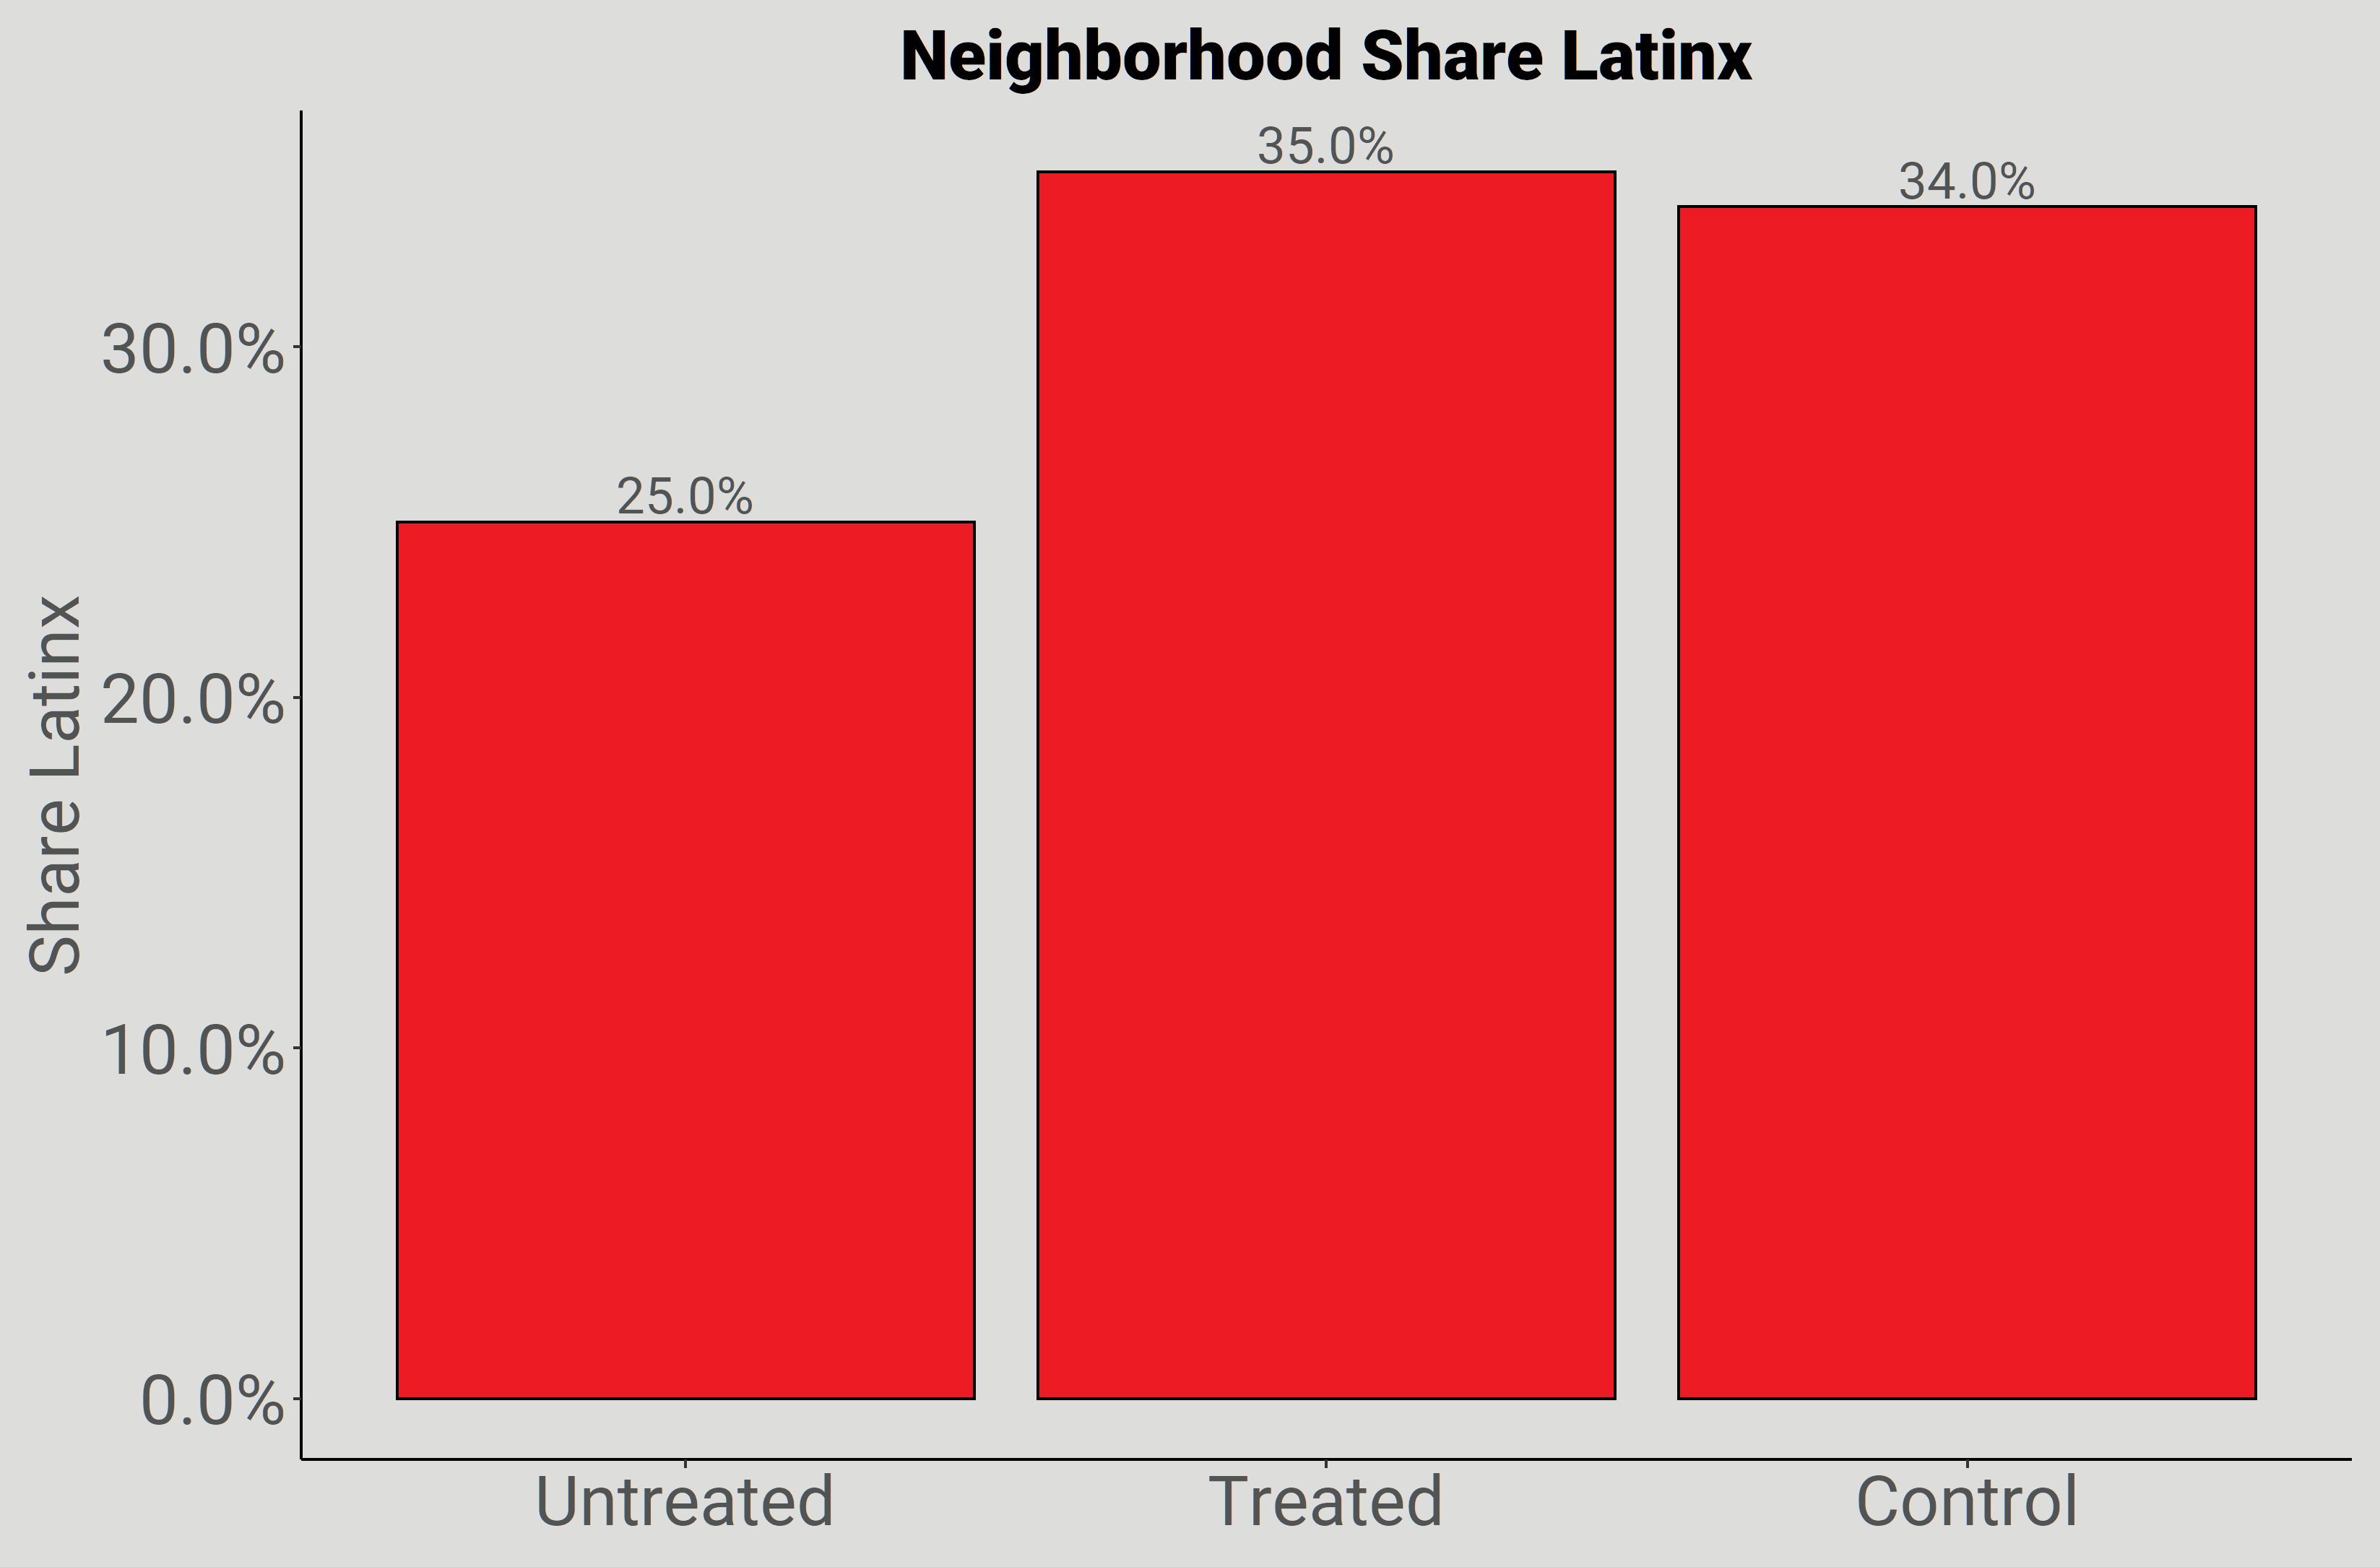 Neighborhood Share Latinx
35.0%
34.0%
25.0%
30.0%
20.0%
10.0%
0.0%
Share Latinx
Untreated
Treated
Control